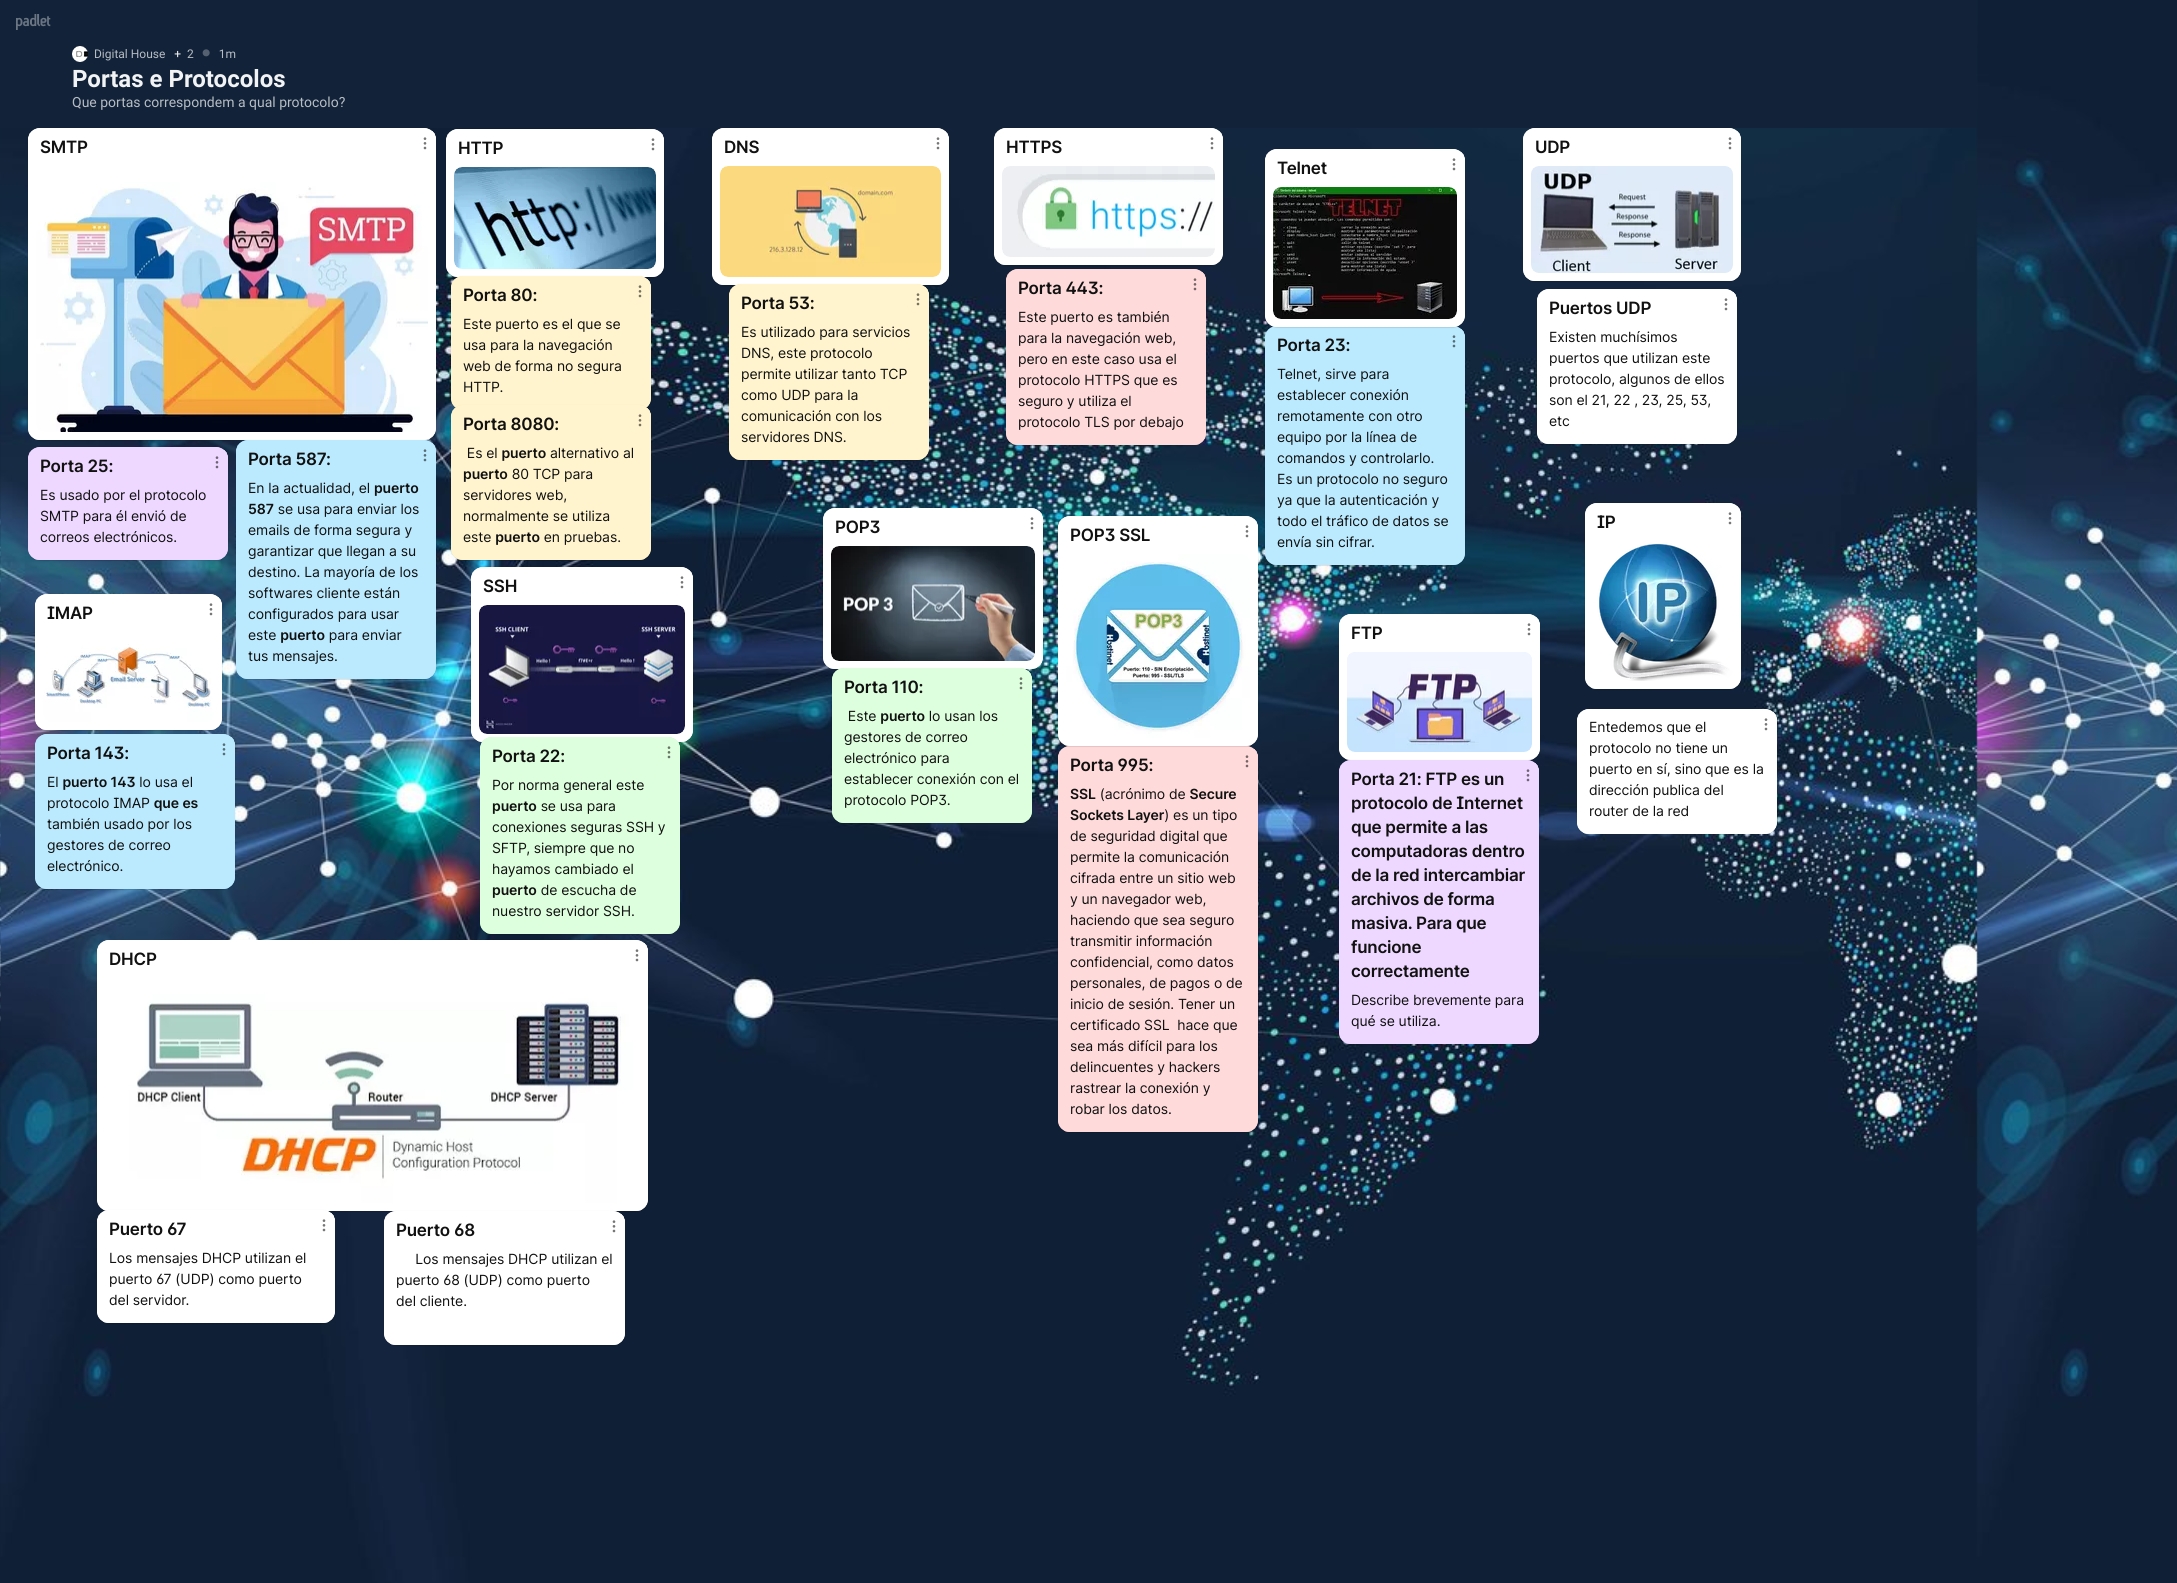 padlet
Digital House + 2 1m
Portas e Protocolos
Que portas correspondem a qual protocolo?
SMTP
SMTP
Porta 25:
Es usado por el protocolo
SMTP para él envió de
correos electrónicos.
Porta 587:
En la actualidad, el puerto
587 se usa para enviar los
emails de forma segura y
garantizar que llegan a su
destino. La mayoría de los
softwares cliente están
configurados para usar
este puerto para enviar
tus mensajes.
IMAP
Email Server
Porta 143:
El puerto 143 lo usa el
protocolo IMAP que es
también usado por los
gestores de correo
electrónico.
HTTP
http://www
Porta 80:
Este puerto es el que se
usa para la navegación
web de forma no segura
HTTP.
Porta 8080:
Es el puerto alternativo al
puerto 80 TCP para
servidores web,
normalmente se utiliza
este puerto en pruebas.
SSH
SSH CLIENT
SSH SERVER
Hello !
Hello !
Porta 22:
Por norma general este
puerto se usa para
conexiones seguras SSH y
SFTP, siempre que no
hayamos cambiado el
puerto de escucha de
nuestro servidor SSH.
DHCP
DHCP Client
Router
DHCP Server
DHCP
Dynamic Host
Configuration Protocol
Puerto 67
Los mensajes DHCP utilizan el
puerto 67 (UDP) como puerto
del servidor.
Puerto 68
Los mensajes DHCP utilizan el
puerto 68 (UDP) como puerto
del cliente.
DNS
domain.com
216.3.128.12
Porta 53:
Es utilizado para servicios
DNS, este protocolo
permite utilizar tanto TCP
como UDP para la
comunicación con los
servidores DNS.
POP3
POP 3
Porta 110:
Este puerto lo usan los
gestores de correo
electrónico para
establecer conexión con el
protocolo POP3.
HTTPS
https://
Porta 443:
Este puerto es también
para la navegación web,
pero en este caso usa el
protocolo HTTPS que es
seguro y utiliza el
protocolo TLS por debajo
POP3 SSL
POP3
Hostinet
Hostinet
Puerto: 110 - SIN Encriptación
Puerto: 995 - SSL/TLS
Porta 995:
SSL (acrónimo de Secure
Sockets Layer) es un tipo
de seguridad digital que
permite la comunicación
cifrada entre un sitio web
y un navegador web,
haciendo que sea seguro
transmitir información
confidencial, como datos
personales, de pagos o de
inicio de sesión. Tener un
certificado SSL hace que
sea más difícil para los
delincuentes y hackers
rastrear la conexión y
robar los datos.
Telnet
TELNET
Porta 23:
Telnet, sirve para
establecer conexión
remotamente con otro
equipo por la línea de
comandos y controlarlo.
Es un protocolo no seguro
ya que la autenticación y
todo el tráfico de datos se
envía sin cifrar.
FTP
FTP
Porta 21: FTP es un
protocolo de Internet
que permite a las
computadoras dentro
de la red intercambiar
archivos de forma
masiva. Para que
funcione
correctamente
Describe brevemente para
qué se utiliza.
UDP
UDP
Request
Response
Response
Client
Server
Puertos UDP
Existen muchísimos
puertos que utilizan este
protocolo, algunos de ellos
son el 21, 22 , 23, 25, 53,
etc
IP
IP
Entedemos que el
protocolo no tiene un
puerto en sí, sino que es la
dirección publica del
router de la red